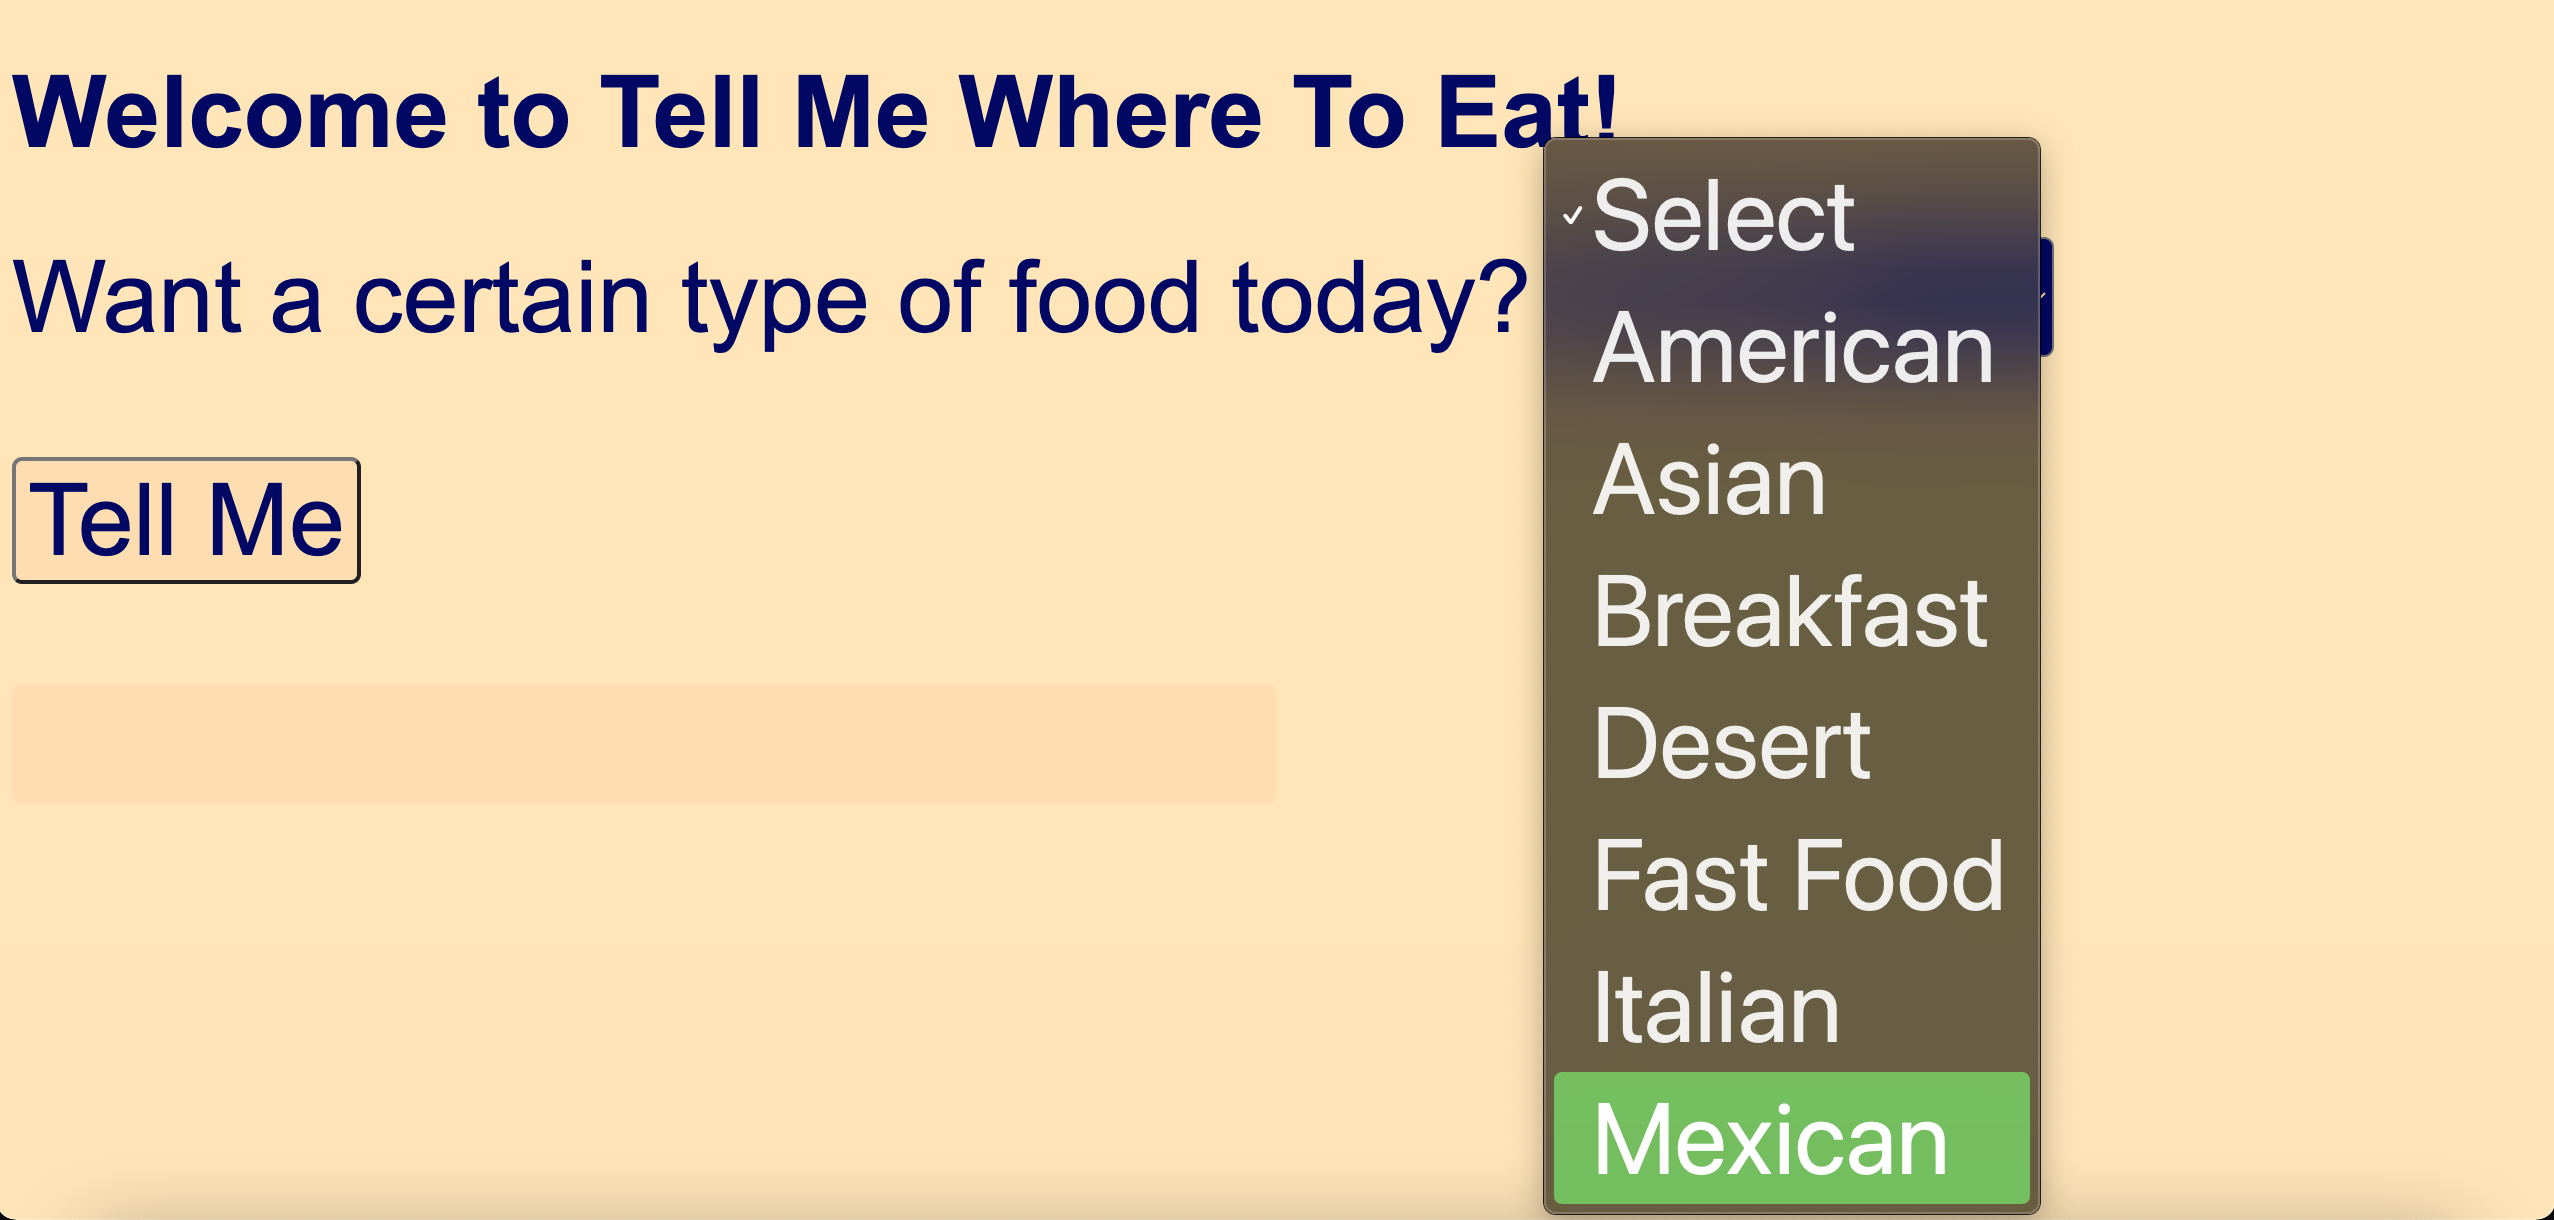 Welcome to Tell Me Where To Eat!
Want a certain type of food today?
Select
American
Asian
Breakfast
Desert
Fast Food
Italian
Mexican
Tell Me